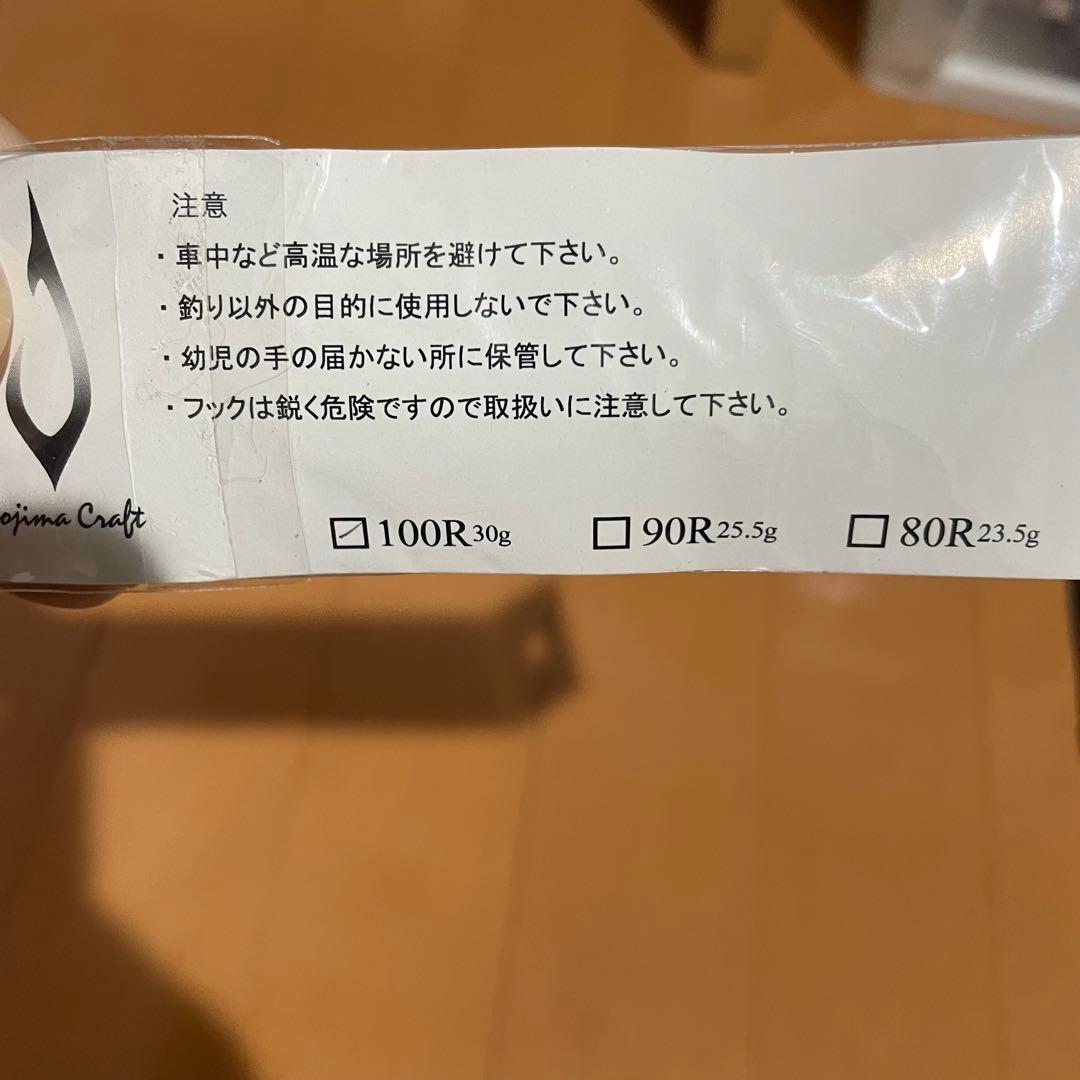 注意
・車中など高温な場所を避けて下さい。
・釣り以外の目的に使用しないで下さい。
・幼児の手の届かない所に保管して下さい。
・フックは鋭く危険ですので取扱いに注意して下さい。
ojima Craft
☑100R30g ☐90R25.5g ☐80R23.5g